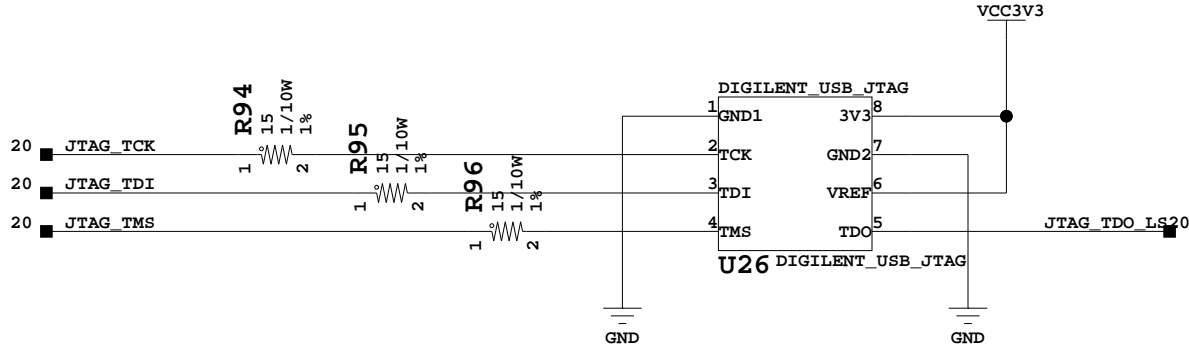 VCC3V3
DIGILENT_USB_JTAG
R94
15
1/10W
1%
1 GND1
3V3 8
20 JTAG_TCK
1
2
R95
15
1/10W
1%
2 TCK
GND2 7
20 JTAG_TDI
1
2
R96
15
1/10W
1%
3 TDI
VREF 6
20 JTAG_TMS
1
2
4 TMS
TDO 5
JTAG_TDO_LS 20
U26 DIGILENT_USB_JTAG
GND
GND